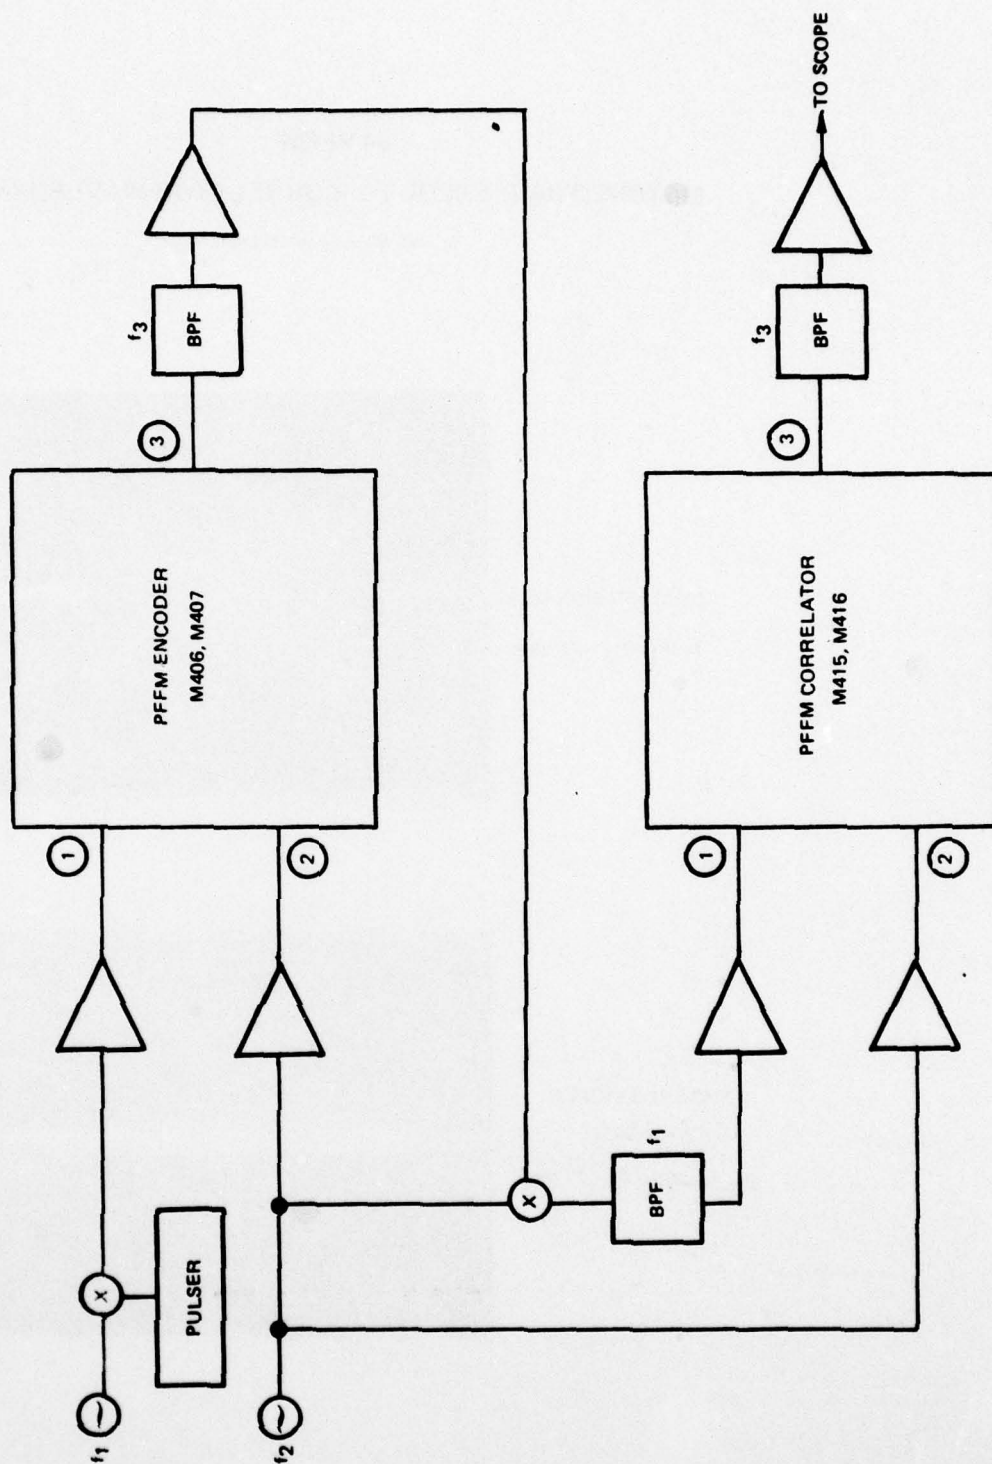 f1
PULSER
X
f2
1
2
PFFM ENCODER
M406, M407
3
f3
BPF
X
f1
BPF
1
2
PFFM CORRELATOR
M415, M416
3
f3
BPF
TO SCOPE